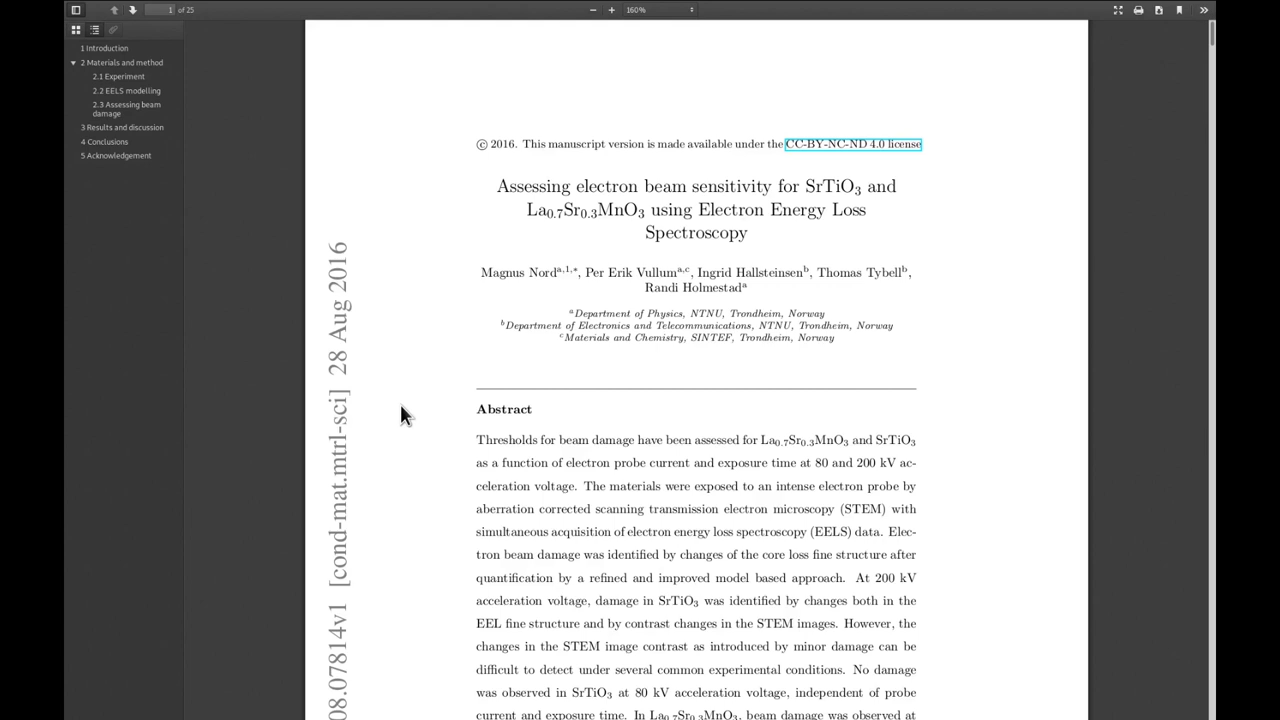 1 of 25
160%
1 Introduction
2 Materials and method
2.1 Experiment
2.2 EELS modelling
2.3 Assessing beam
damage
3 Results and discussion
4 Conclusions
5 Acknowledgement
08.07814v1 [cond-mat.mtrl-sci] 28 Aug 2016
© 2016. This manuscript version is made available under the CC-BY-NC-ND 4.0 license
Assessing electron beam sensitivity for SrTiO₃ and
La₀.₇Sr₀.₃MnO₃ using Electron Energy Loss
Spectroscopy
Magnus Nordᵃ,¹,*, Per Erik Vullumᵃ,ᶜ, Ingrid Hallsteinsenᵇ, Thomas Tybellᵇ,
Randi Holmestadᵃ
ᵃDepartment of Physics, NTNU, Trondheim, Norway
ᵇDepartment of Electronics and Telecommunications, NTNU, Trondheim, Norway
ᶜMaterials and Chemistry, SINTEF, Trondheim, Norway
Abstract
Thresholds for beam damage have been assessed for La₀.₇Sr₀.₃MnO₃ and SrTiO₃
as a function of electron probe current and exposure time at 80 and 200 kV ac-
celeration voltage. The materials were exposed to an intense electron probe by
aberration corrected scanning transmission electron microscopy (STEM) with
simultaneous acquisition of electron energy loss spectroscopy (EELS) data. Elec-
tron beam damage was identified by changes of the core loss fine structure after
quantification by a refined and improved model based approach. At 200 kV
acceleration voltage, damage in SrTiO₃ was identified by changes both in the
EEL fine structure and by contrast changes in the STEM images. However, the
changes in the STEM image contrast as introduced by minor damage can be
difficult to detect under several common experimental conditions. No damage
was observed in SrTiO₃ at 80 kV acceleration voltage, independent of probe
current and exposure time. In La₀.₇Sr₀.₃MnO₃, beam damage was observed at